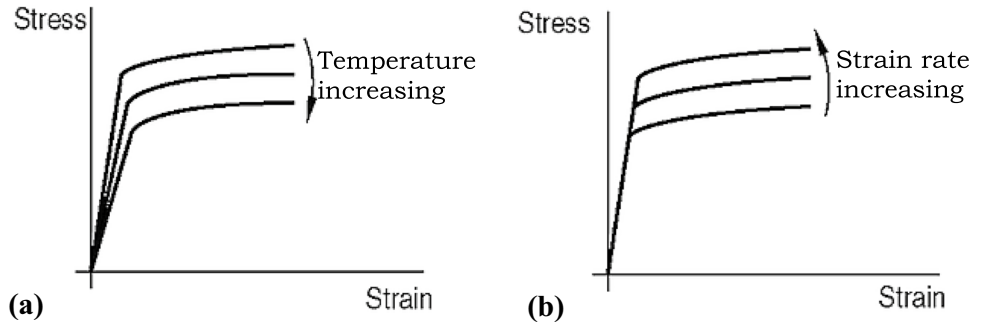 Stress
Temperature
increasing
Strain
(a)
Stress
Strain rate
increasing
Strain
(b)